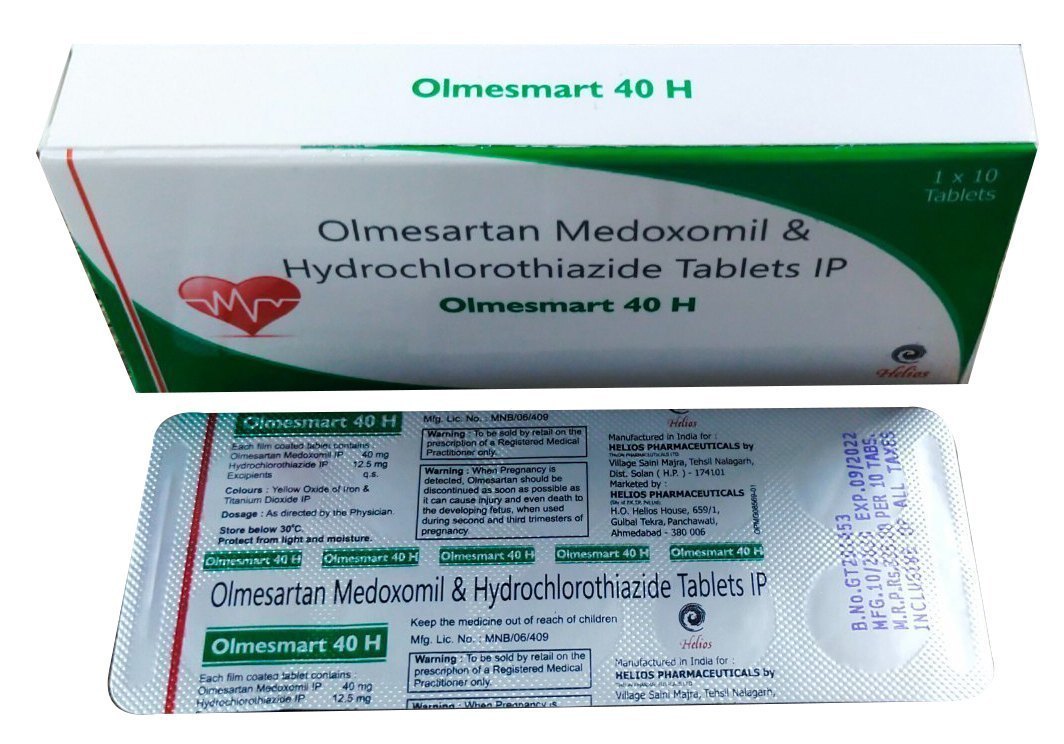 Olmesmart 40 H
1 x 10
Tablets
Olmesartan Medoxomil &
Hydrochlorothiazide Tablets IP
Olmesmart 40 H
Helios
Olmesmart 40 H
Each film coated tablet contains :
Olmesartan Medoxomil IP 40 mg
Hydrochlorothiazide IP 12.5 mg
Excipients q.s.
Colours : Yellow Oxide of Iron &
Titanium Dioxide IP
Dosage : As directed by the Physician.
Store below 30°C.
Protect from light and moisture.
Mfg. Lic. No. : MNB/06/409
Warning : To be sold by retail on the
prescription of a Registered Medical
Practitioner only.
Warning : When Pregnancy is
detected, Olmesartan should be
discontinued as soon as possible as
it can cause injury and even death to
the developing fetus, when used
during second and third trimesters of
pregnancy
Helios
Manufactured in India for :
HELIOS PHARMACEUTICALS by
Village Saini Majra, Tehsil Nalagarh,
Dist. Solan ( H.P. ) - 174101
Marketed by :
HELIOS PHARMACEUTICALS
H.O. Helios House, 659/1,
Gulbai Tekra, Panchawati,
Ahmedabad - 380 006
EXP.09/2022
MFG.10/20 PER 10 TABS.
M.R.P.Rs.
INCLUSIVE OF ALL TAXES
Olmesmart 40 H Olmesmart 40 H Olmesmart 40 H Olmesmart 40 H Olmesmart 40 H
Olmesartan Medoxomil & Hydrochlorothiazide Tablets IP
Olmesmart 40 H
Each film coated tablet contains :
Olmesartan Medoxomil IP 40 mg
Hydrochlorothiazide IP 12.5 mg
Keep the medicine out of reach of children
Mfg. Lic. No. : MNB/06/409
Warning : To be sold by retail on the
prescription of a Registered Medical
Practitioner only.
Warning : When Pregnancy is
Helios
Manufactured in India for :
HELIOS PHARMACEUTICALS by
Village Saini Majra, Tehsil Nalagarh,